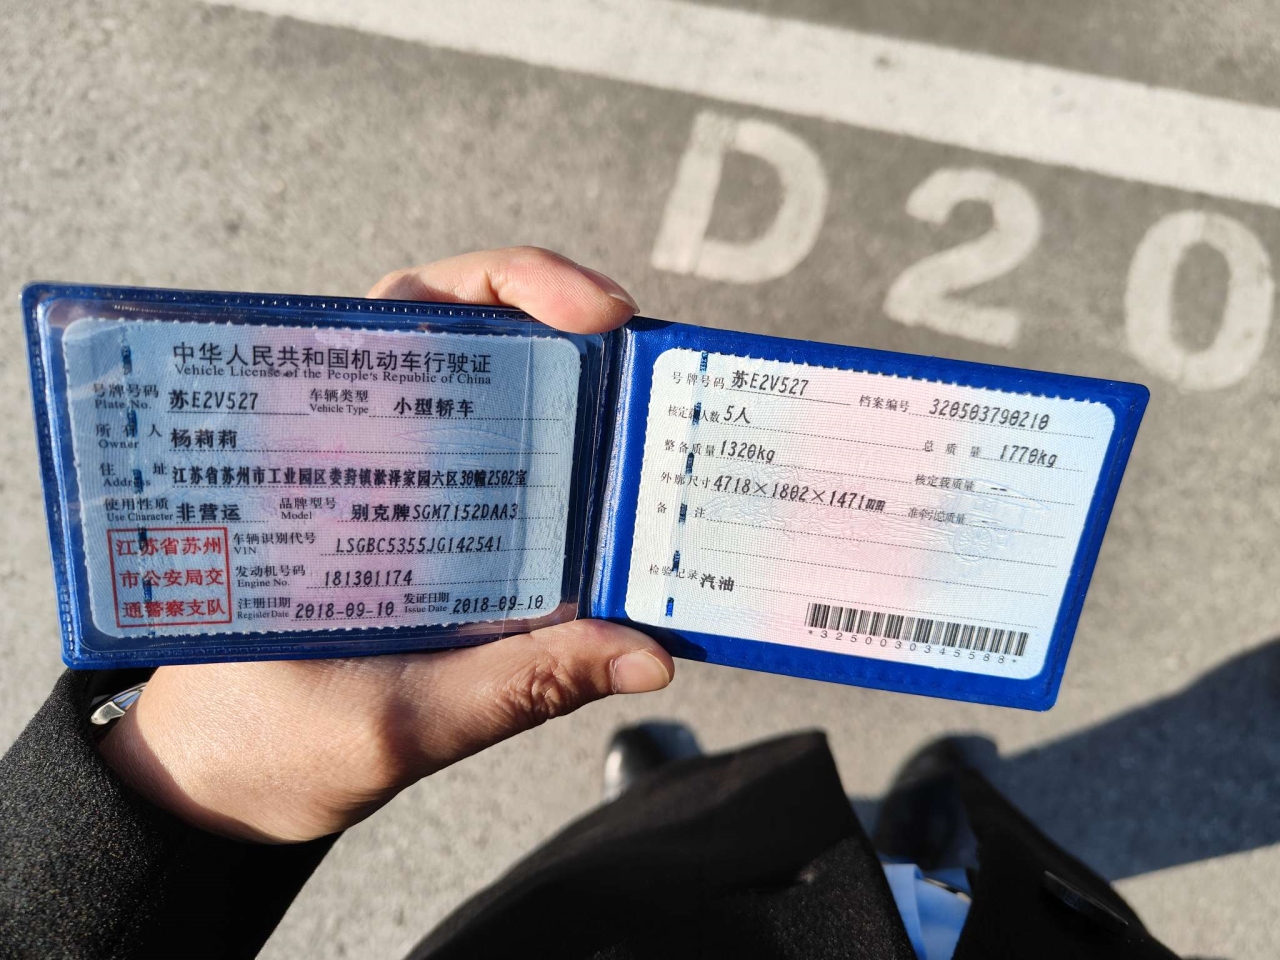 D20
中华人民共和国机动车行驶证
Vehicle License of the People's Republic of China
号牌号码 苏E2V527 车辆类型 小型轿车
Plate No. Vehicle Type
所有人 杨莉莉
Owner
住址 江苏省苏州市工业园区娄葑镇淞泽家园六区30幢2502室
Address
使用性质 非营运 品牌型号 别克牌SGM7152DAA3
Use Character Model
江苏省苏州
市公安局交
通警察支队
车辆识别代号 LSGBC5355JG142541
VIN
发动机号码 181301174
Engine No.
注册日期 2018-09-10 发证日期 2018-09-10
Register Date Issue Date
号牌号码 苏E2V527 档案编号 320503790210
核定载人数 5人 总质量 1770kg
整备质量 1320kg 核定载质量
外廓尺寸 4718×1802×1471mm 准牵引总质量
备注
检验记录 汽油
*3250030345588*